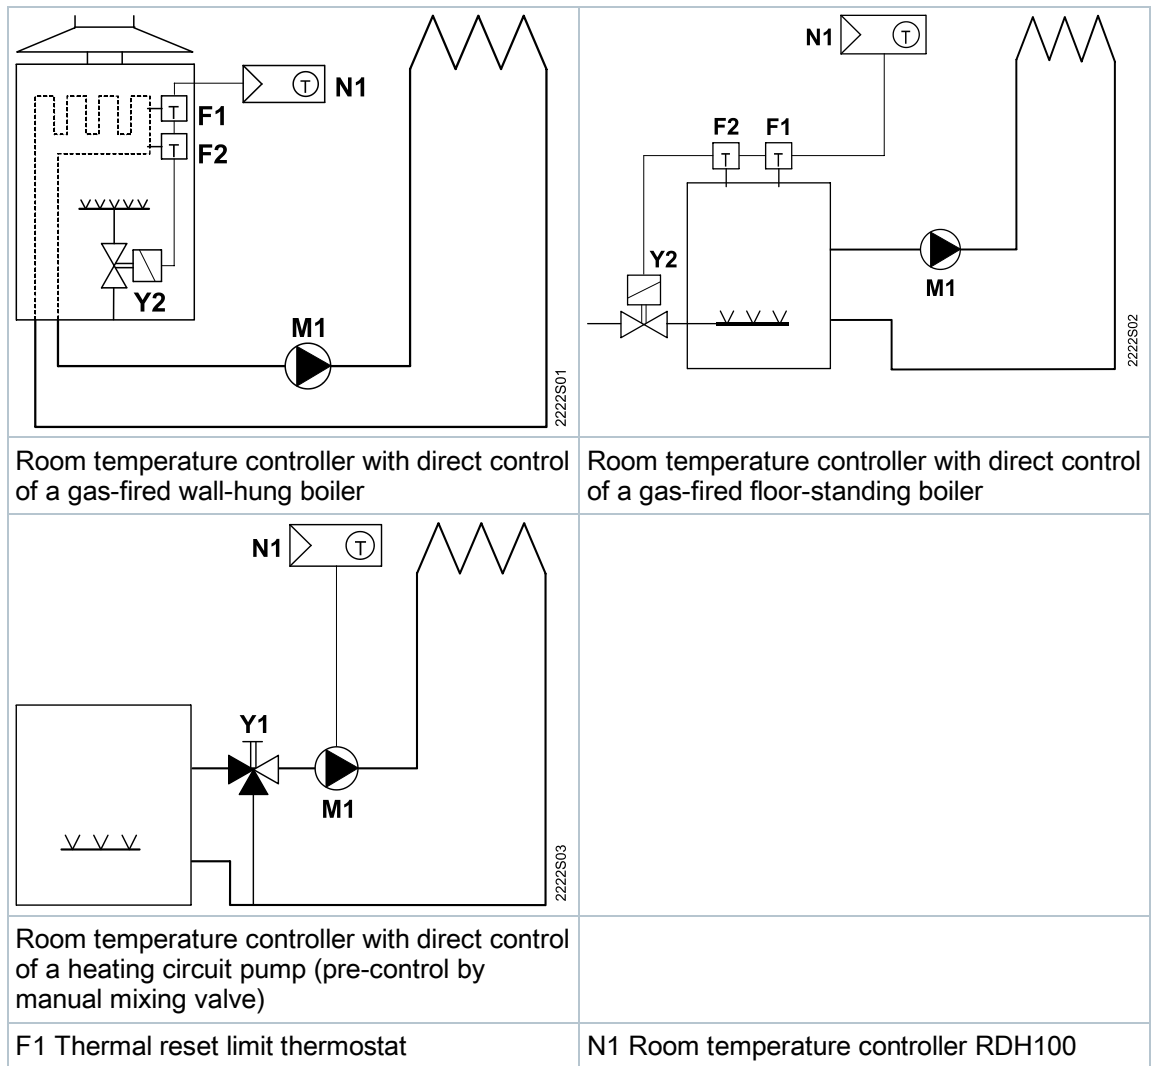 N1
T
T
F1
T
F2
Y2
M1
2222S01
N1
T
F2
F1
T
T
Y2
M1
2222S02
Room temperature controller with direct control
of a gas-fired wall-hung boiler
Room temperature controller with direct control
of a gas-fired floor-standing boiler
N1
T
Y1
M1
2222S03
Room temperature controller with direct control
of a heating circuit pump (pre-control by
manual mixing valve)
F1 Thermal reset limit thermostat
N1 Room temperature controller RDH100